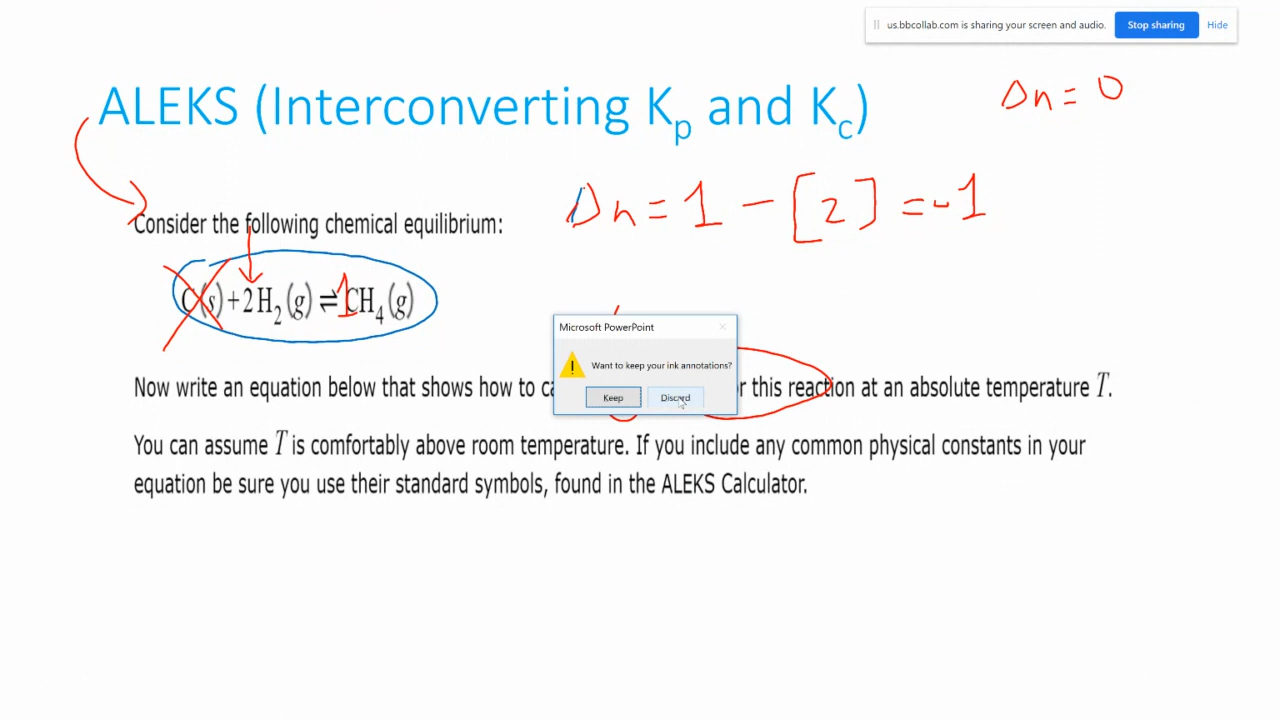 us.bbcollab.com is sharing your screen and audio. Stop sharing Hide
ALEKS (Interconverting Kp and Kc)
Δn = 0
Δn = 1 - [2] = -1
Consider the following chemical equilibrium:
C(s) + 2H₂(g) ⇌ 1CH₄(g)
Microsoft PowerPoint
Want to keep your ink annotations?
Keep Discard
Now write an equation below that shows how to this reaction at an absolute temperature T.
You can assume T is comfortably above room temperature. If you include any common physical constants in your
equation be sure you use their standard symbols, found in the ALEKS Calculator.